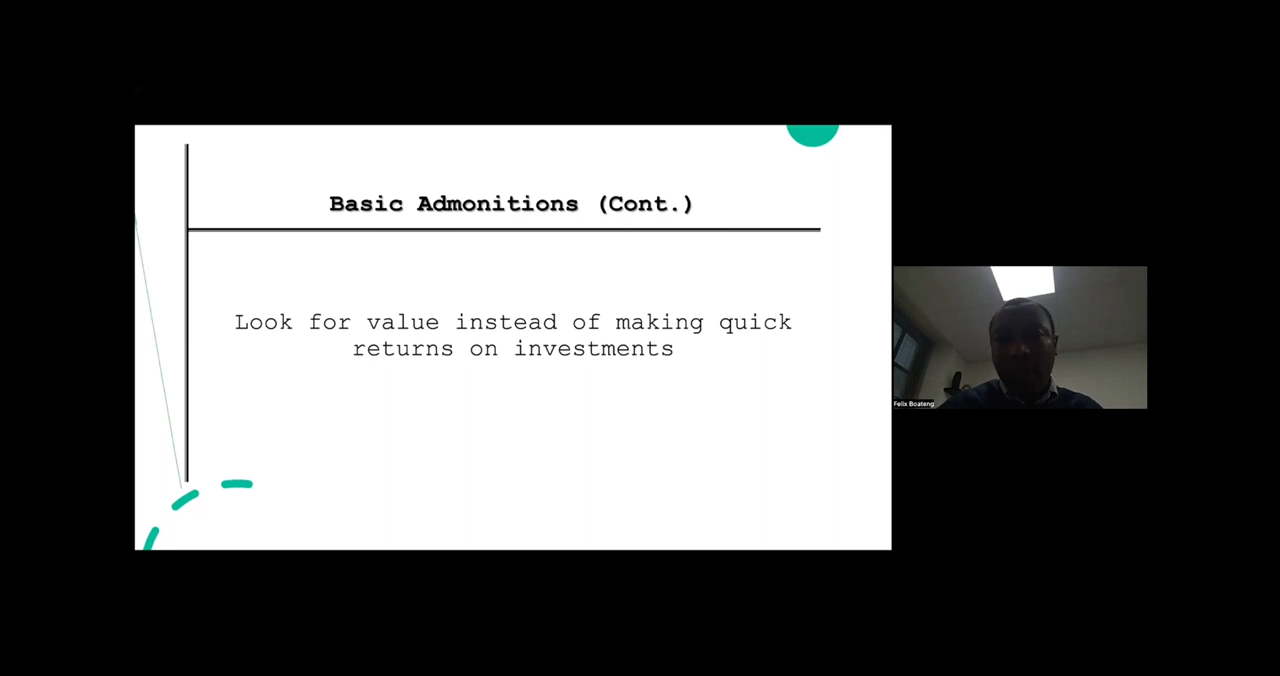 Basic Admonitions (Cont.)
Look for value instead of making quick
returns on investments
Felix Boateng